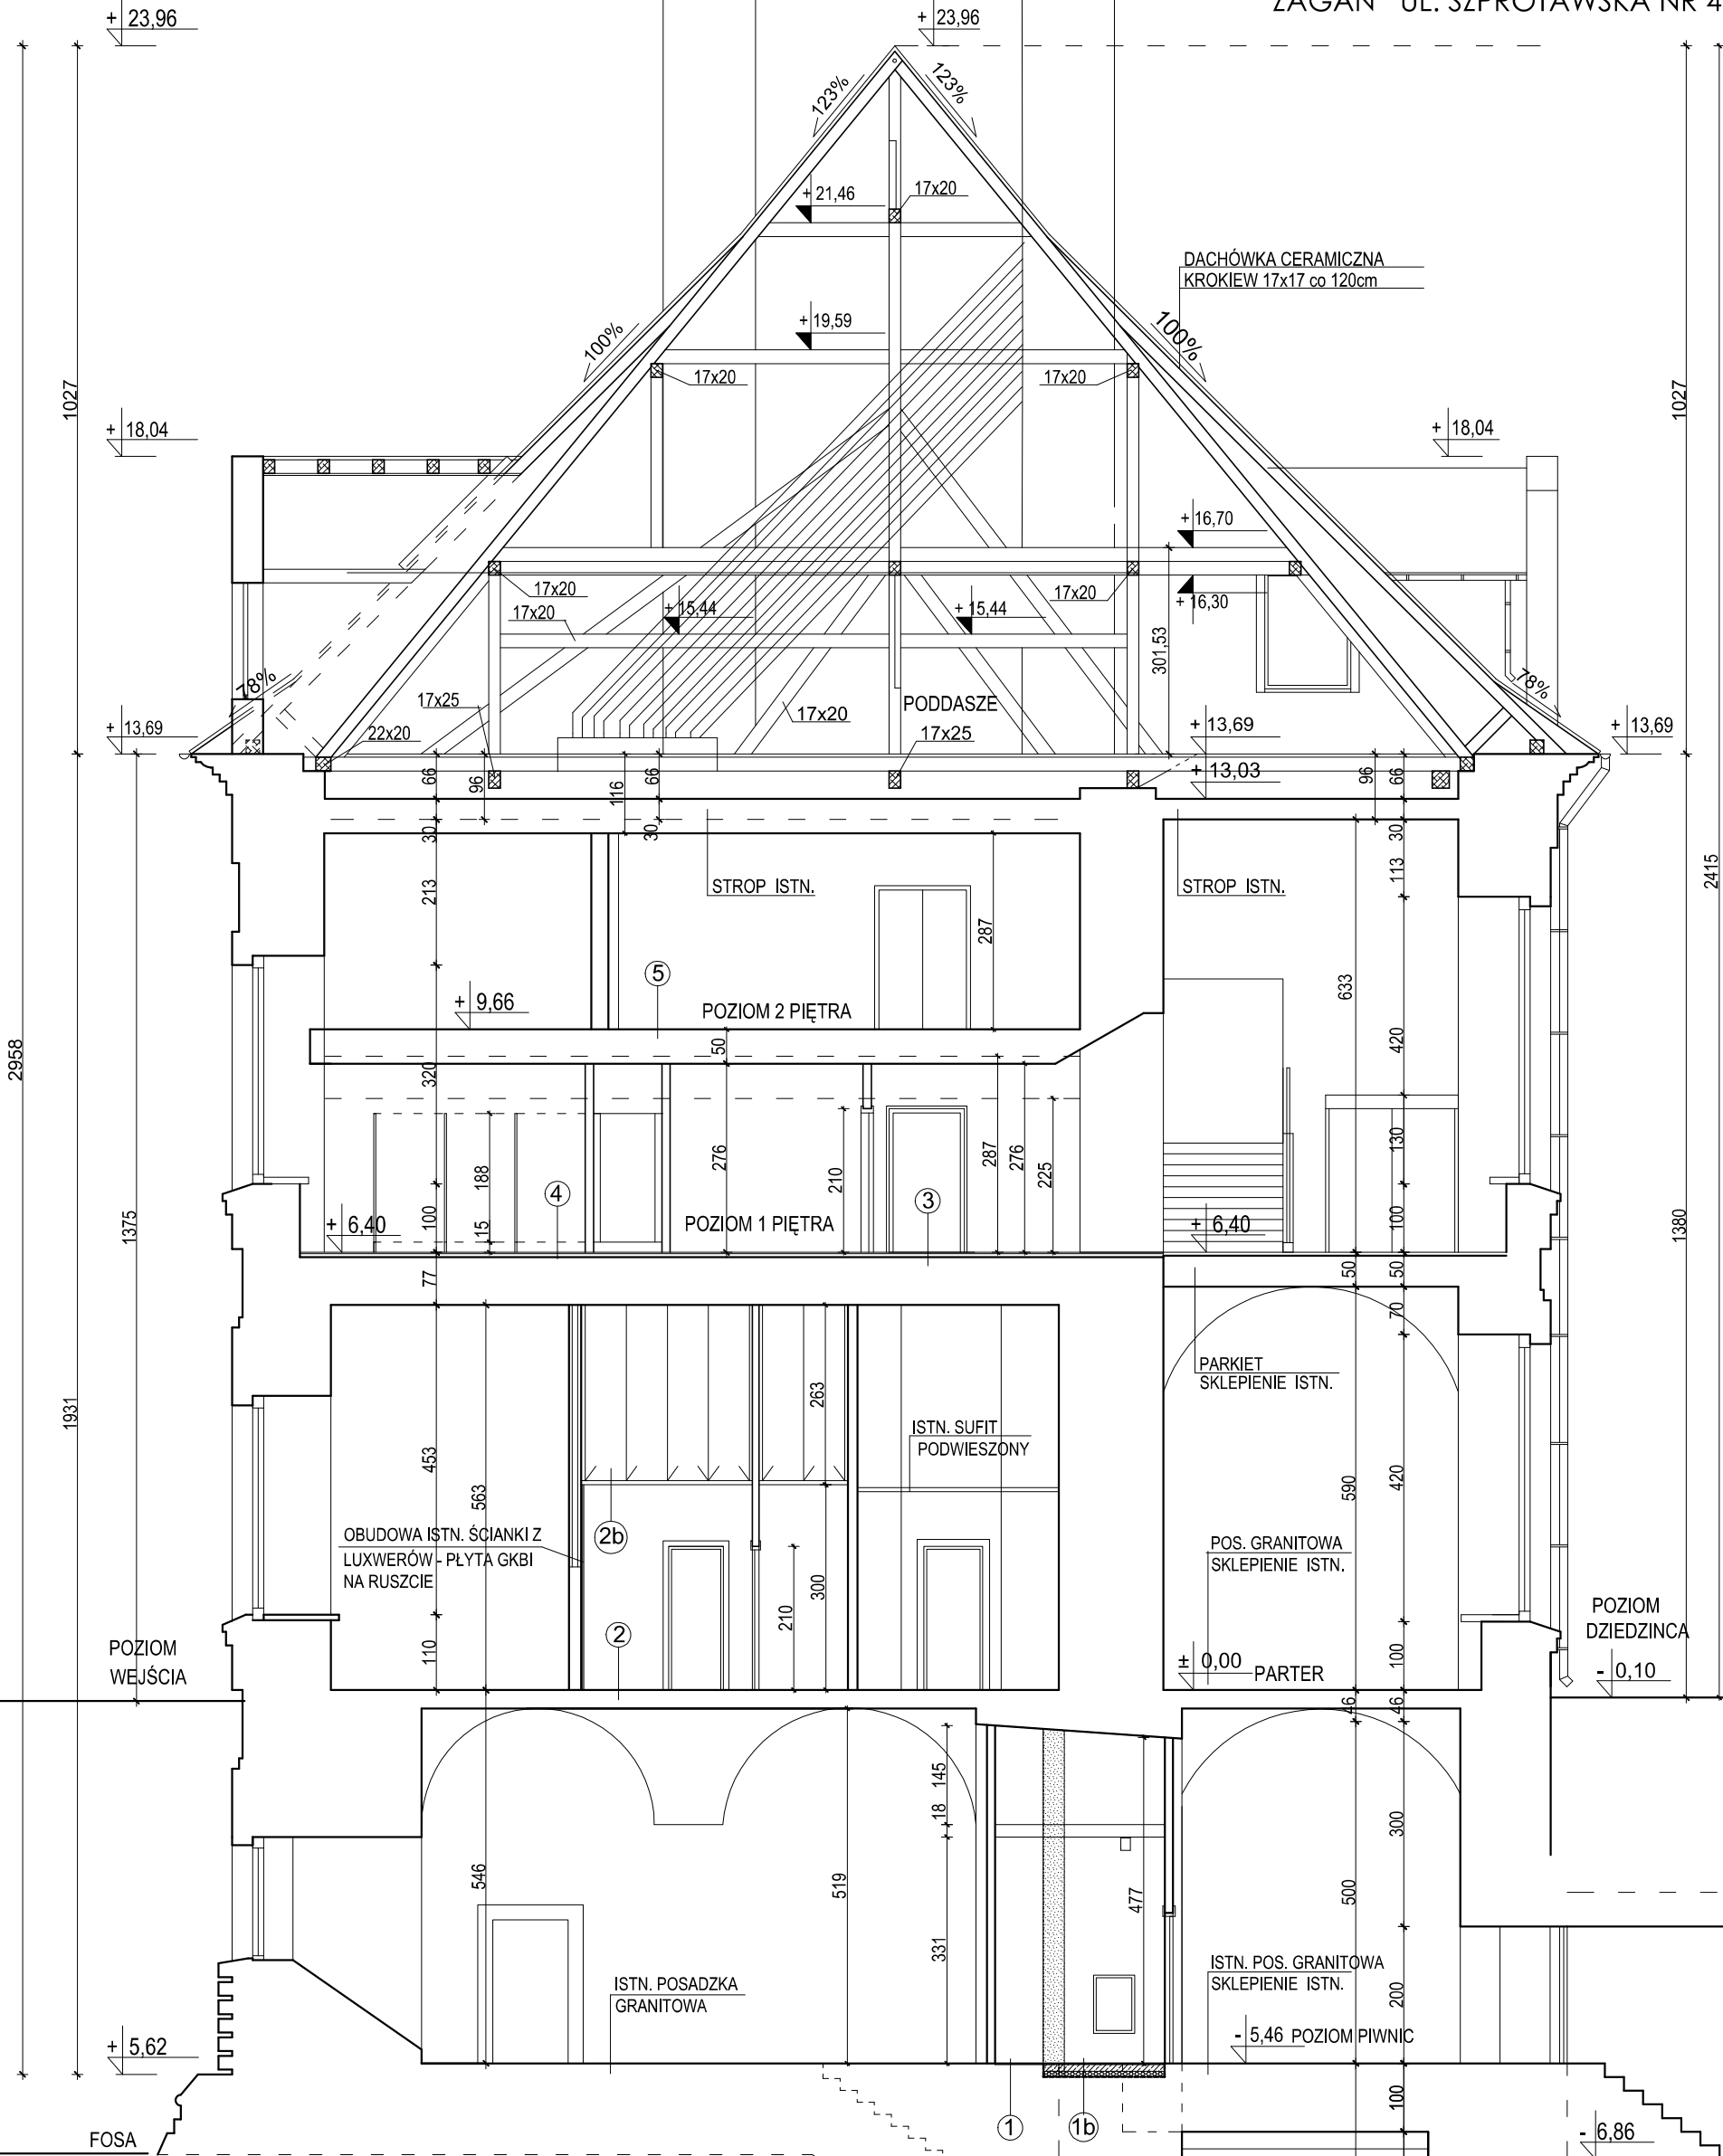 ŻAGAŃ UL. SZPROTAWSKA NR 4
+ 23,96
+ 23,96
123%
123%
+ 21,46
17x20
DACHÓWKA CERAMICZNA
KROKIEW 17x17 co 120cm
+ 19,59
100%
100%
17x20
17x20
1027
1027
+ 18,04
+ 18,04
+ 16,70
17x20
17x20
17x20
+ 15,44
+ 15,44
+ 16,30
301,53
78%
78%
17x25
17x20
PODDASZE
17x25
22x20
+ 13,69
+ 13,69
+ 13,69
+ 13,03
66
96
116
66
96
66
30
30
30
113
213
STROP ISTN.
STROP ISTN.
2415
287
5
633
+ 9,66
POZIOM 2 PIĘTRA
50
420
2958
320
188
276
210
287
276
225
130
4
3
1375
100
15
+ 6,40
POZIOM 1 PIĘTRA
+ 6,40
100
1380
77
50
50
70
PARKIET
SKLEPIENIE ISTN.
1931
263
ISTN. SUFIT
PODWIESZONY
453
563
590
420
OBUDOWA ISTN. ŚCIANKI Z
LUXWERÓW - PŁYTA GKBI
NA RUSZCIE
2b
POS. GRANITOWA
SKLEPIENIE ISTN.
300
210
POZIOM
DZIEDZINCA
POZIOM
WEJŚCIA
110
2
100
± 0,00
PARTER
- 0,10
46
46
145
18
300
546
519
477
500
331
ISTN. POSADZKA
GRANITOWA
ISTN. POS. GRANITOWA
SKLEPIENIE ISTN.
200
+ 5,62
- 5,46 POZIOM PIWNIC
100
FOSA
1
1b
- 6,86